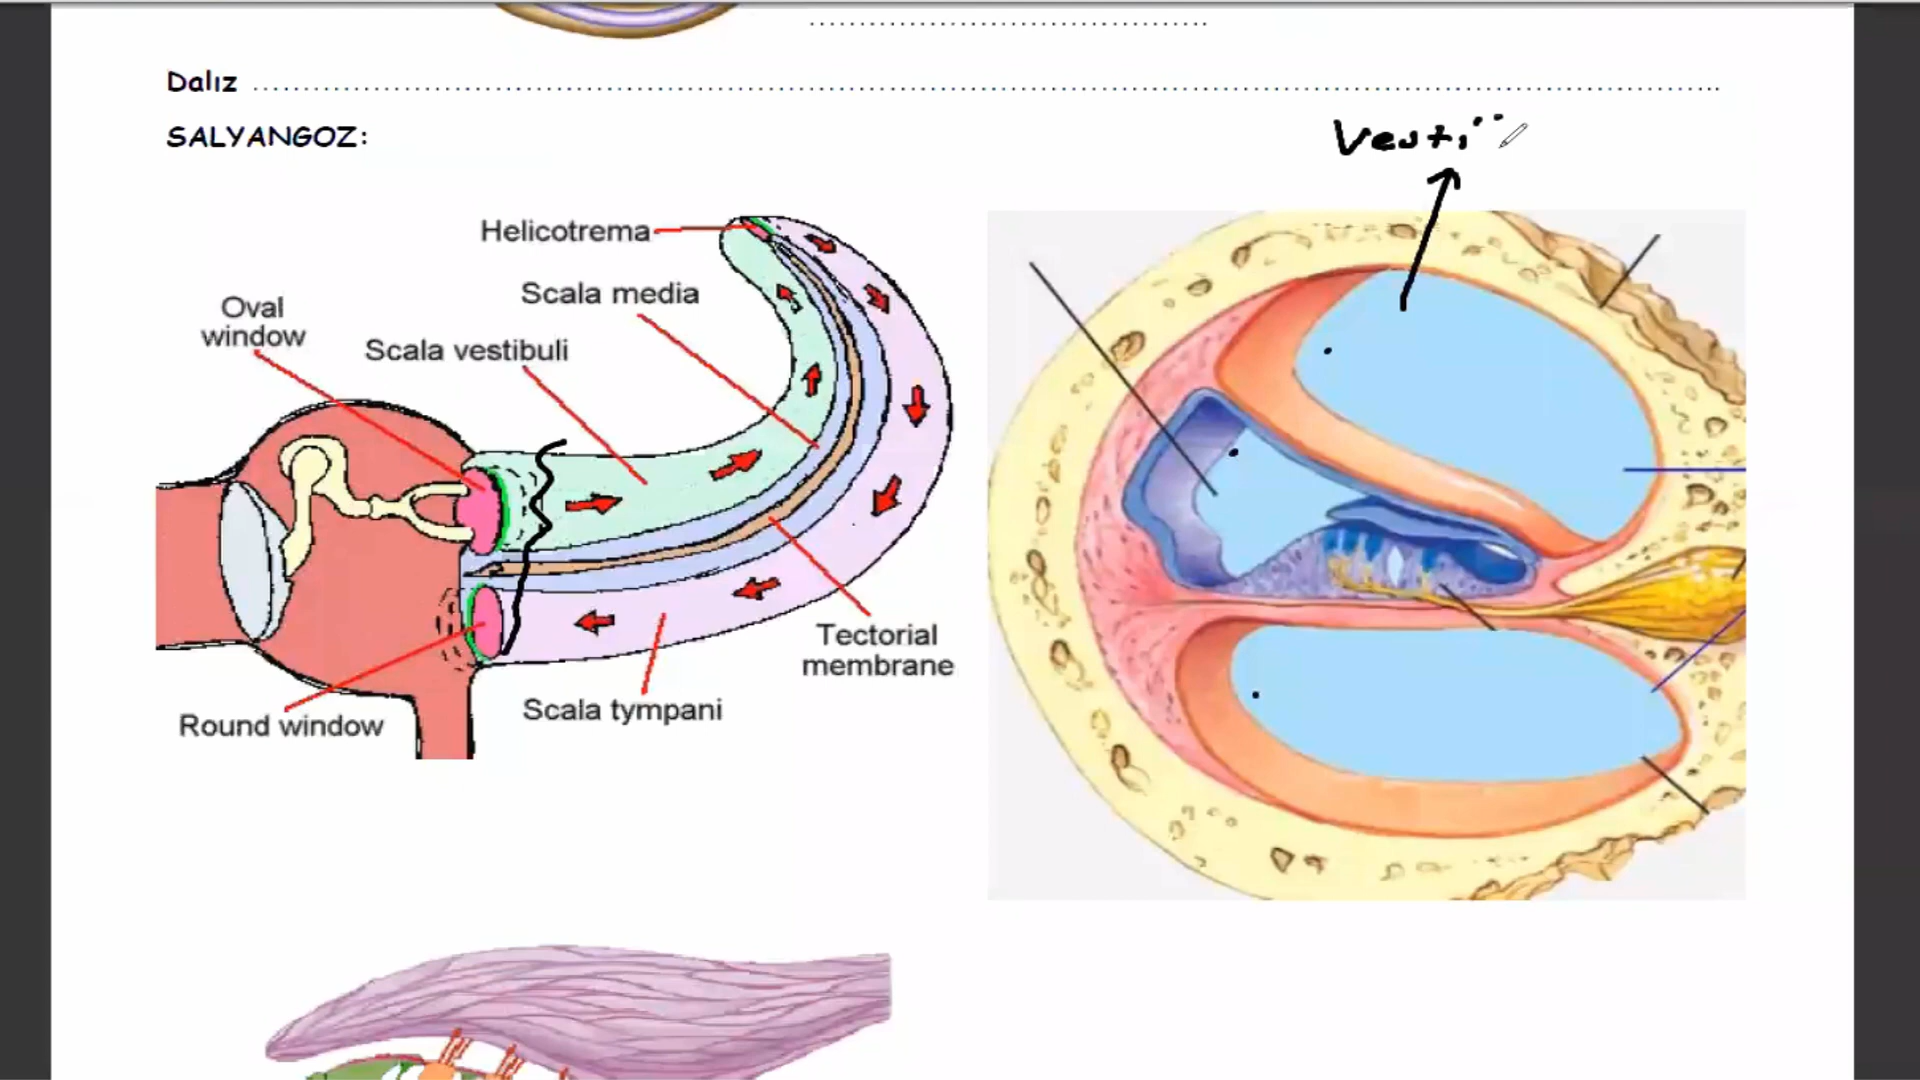 Dalız ................................................................
SALYANGOZ:
Vesti
Helicotrema
Scala media
Oval
window
Scala vestibuli
Tectorial
membrane
Scala tympani
Round window